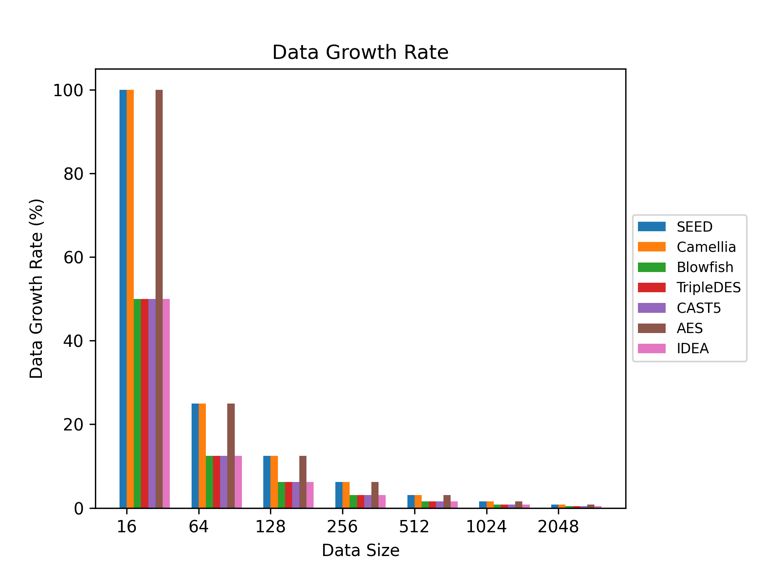 Data Growth Rate
Data Growth Rate (%)
100
80
60
40
20
0
16 64 128 256 512 1024 2048
Data Size
SEED
Camellia
Blowfish
TripleDES
CAST5
AES
IDEA